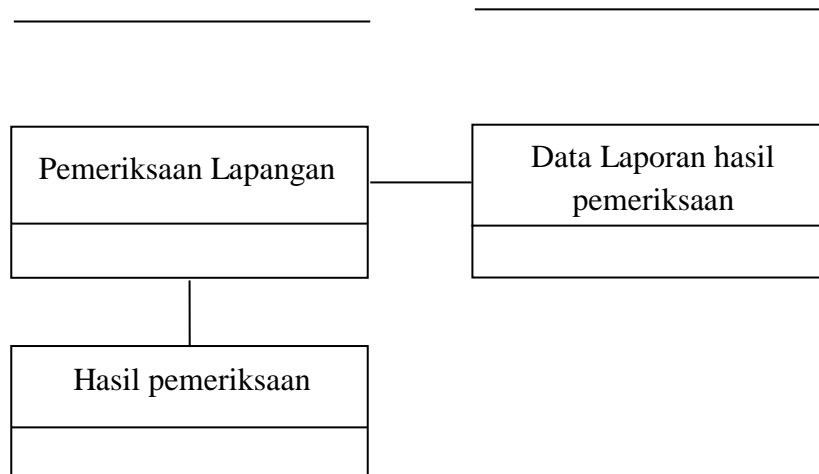 Pemeriksaan Lapangan
Data Laporan hasil
pemeriksaan
Hasil pemeriksaan